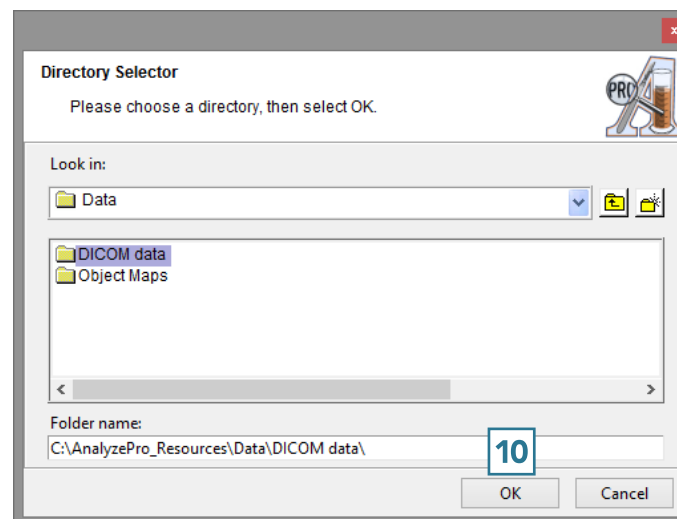 x
Directory Selector
Please choose a directory, then select OK.
PRO
Look in:
Data
DICOM data
Object Maps
Folder name:
C:\AnalyzePro_Resources\Data\DICOM data\
10
OK Cancel